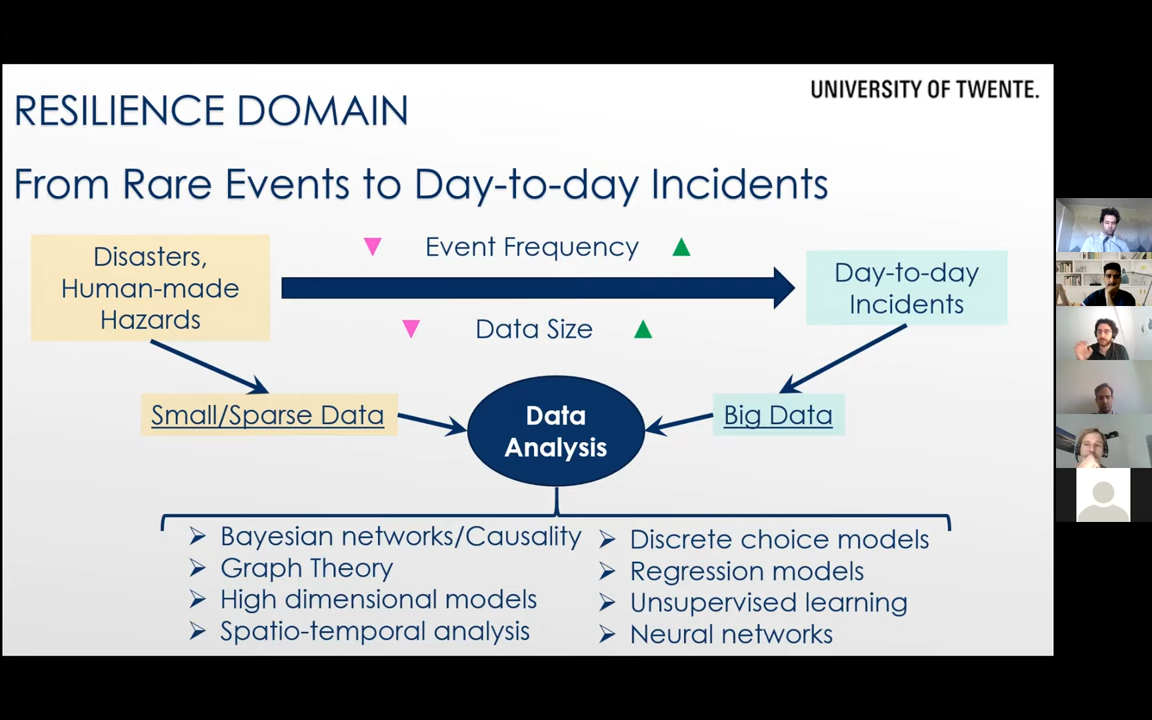 UNIVERSITY OF TWENTE.
RESILIENCE DOMAIN
From Rare Events to Day-to-day Incidents
Disasters,
Human-made
Hazards
Event Frequency
Data Size
Day-to-day
Incidents
Small/Sparse Data
Data
Analysis
Big Data
Bayesian networks/Causality
Graph Theory
High dimensional models
Spatio-temporal analysis
Discrete choice models
Regression models
Unsupervised learning
Neural networks